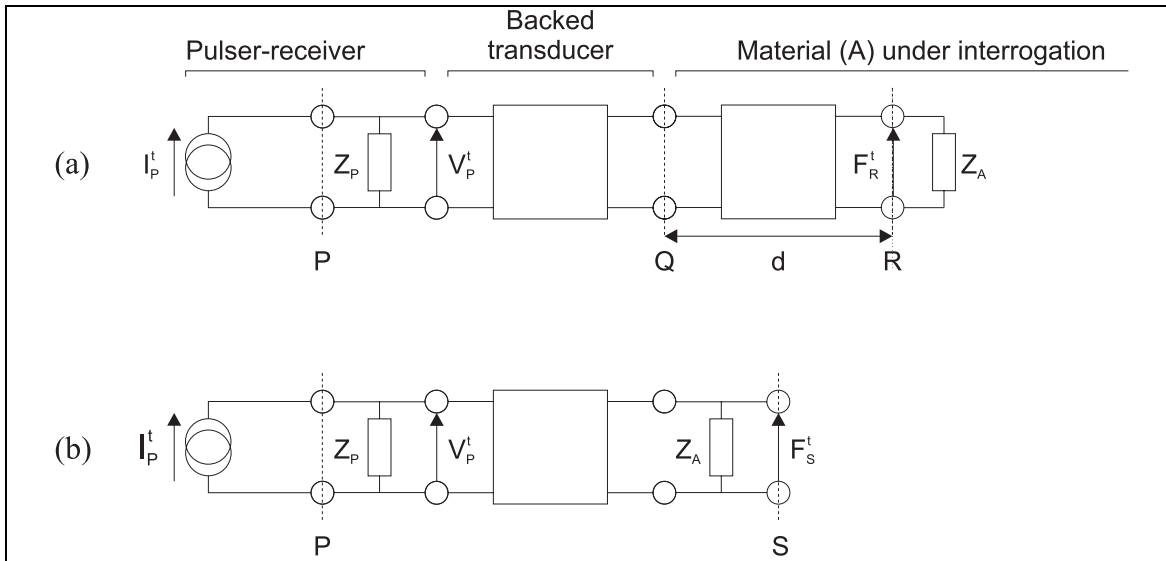 Backed
Pulser-receiver transducer Material (A) under interrogation
(a) I_P^t Z_P V_P^t F_R^t Z_A
P Q d R
(b) I_P^t Z_P V_P^t Z_A F_S^t
P S